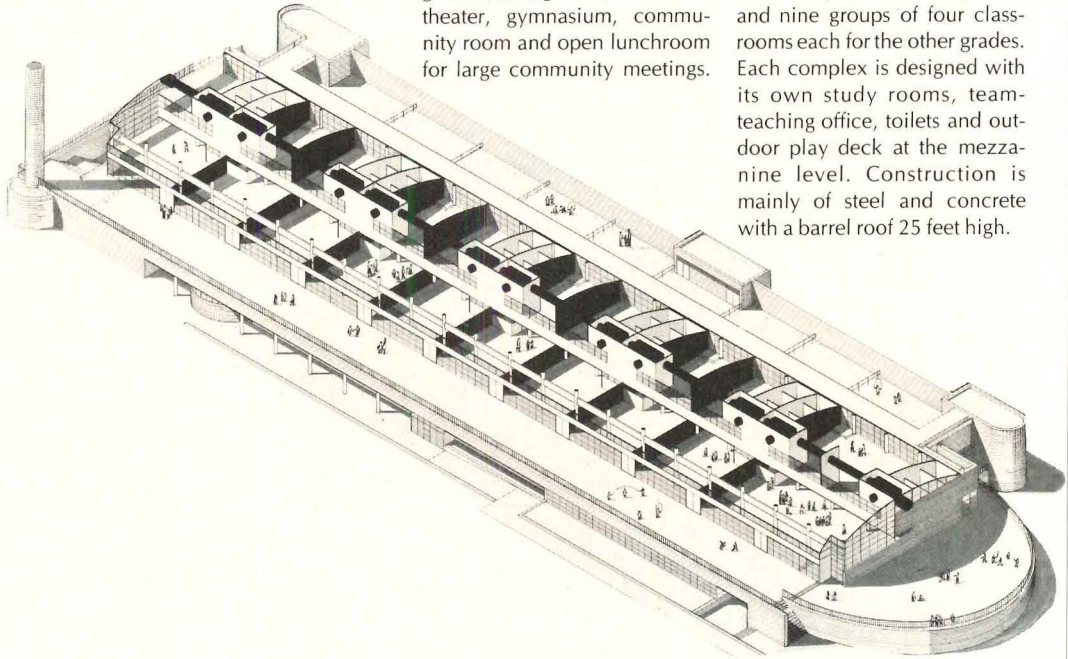 theater, gymnasium, commu-
nity room and open lunchroom
for large community meetings.
and nine groups of four class-
rooms each for the other grades.
Each complex is designed with
its own study rooms, team-
teaching office, toilets and out-
door play deck at the mezza-
nine level. Construction is
mainly of steel and concrete
with a barrel roof 25 feet high.